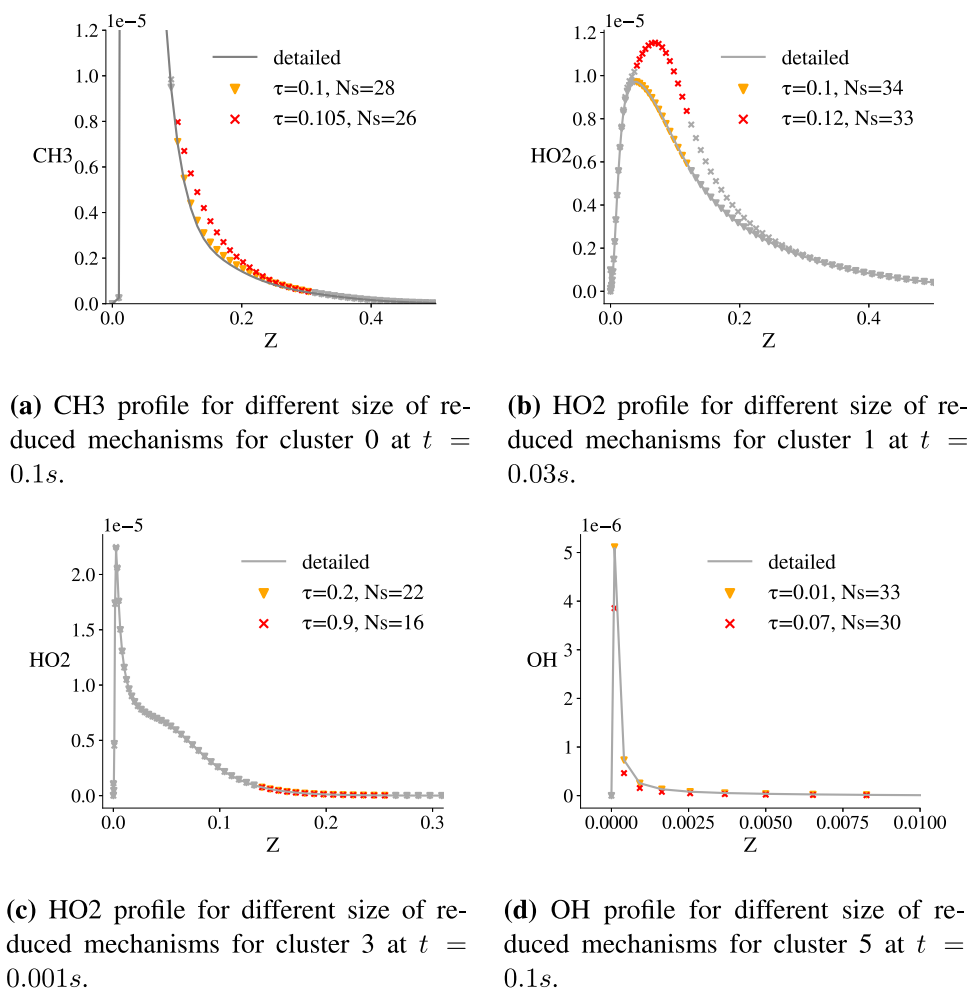 1e−5
CH3
1.2
1.0
0.8
0.6
0.4
0.2
0.0
detailed
τ=0.1, Ns=28
τ=0.105, Ns=26
0.0 0.2 0.4
Z
1e−5
HO2
1.2
1.0
0.8
0.6
0.4
0.2
0.0
detailed
τ=0.1, Ns=34
τ=0.12, Ns=33
0.0 0.2 0.4
Z
(a) CH3 profile for different size of re-
duced mechanisms for cluster 0 at t =
0.1s.
(b) HO2 profile for different size of re-
duced mechanisms for cluster 1 at t =
0.03s.
1e−5
HO2
2.0
1.5
1.0
0.5
0.0
detailed
τ=0.2, Ns=22
τ=0.9, Ns=16
0.0 0.1 0.2 0.3
Z
1e−6
OH
5
4
3
2
1
0
detailed
τ=0.01, Ns=33
τ=0.07, Ns=30
0.0000 0.0025 0.0050 0.0075 0.0100
Z
(c) HO2 profile for different size of re-
duced mechanisms for cluster 3 at t =
0.001s.
(d) OH profile for different size of re-
duced mechanisms for cluster 5 at t =
0.1s.